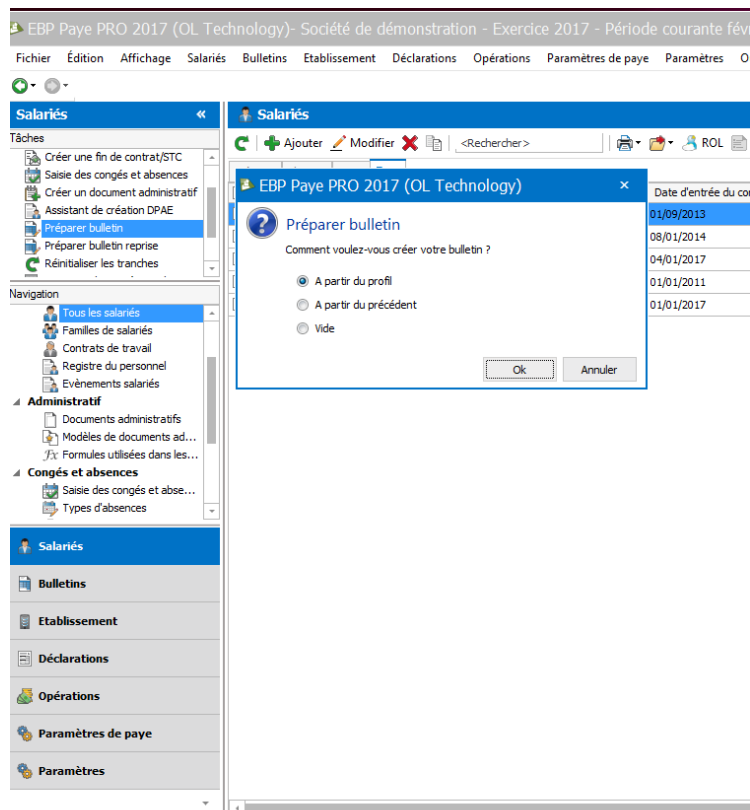 EBP Paye PRO 2017 (OL Technology)- Société de démonstration - Exercice 2017 - Période courante fév
Fichier Édition Affichage Salariés Bulletins Etablissement Déclarations Opérations Paramètres de paye Paramètres O
Salariés «
Tâches
Créer une fin de contrat/STC
Saisie des congés et absences
Créer un document administratif
Assistant de création DPAE
Préparer bulletin
Préparer bulletin reprise
Réinitialiser les tranches
Navigation
Tous les salariés
Familles de salariés
Contrats de travail
Registre du personnel
Evènements salariés
Administratif
Documents administratifs
Modèles de documents ad...
Fx Formules utilisées dans les...
Congés et absences
Saisie des congés et abse...
Types d'absences
Salariés
Bulletins
Etablissement
Déclarations
Opérations
Paramètres de paye
Paramètres
Salariés
Ajouter Modifier <Rechercher> ROL
Date d'entrée du con
01/09/2013
08/01/2014
04/01/2017
01/01/2011
01/01/2017
EBP Paye PRO 2017 (OL Technology) ×
Préparer bulletin
Comment voulez-vous créer votre bulletin ?
A partir du profil
A partir du précédent
Vide
Ok Annuler